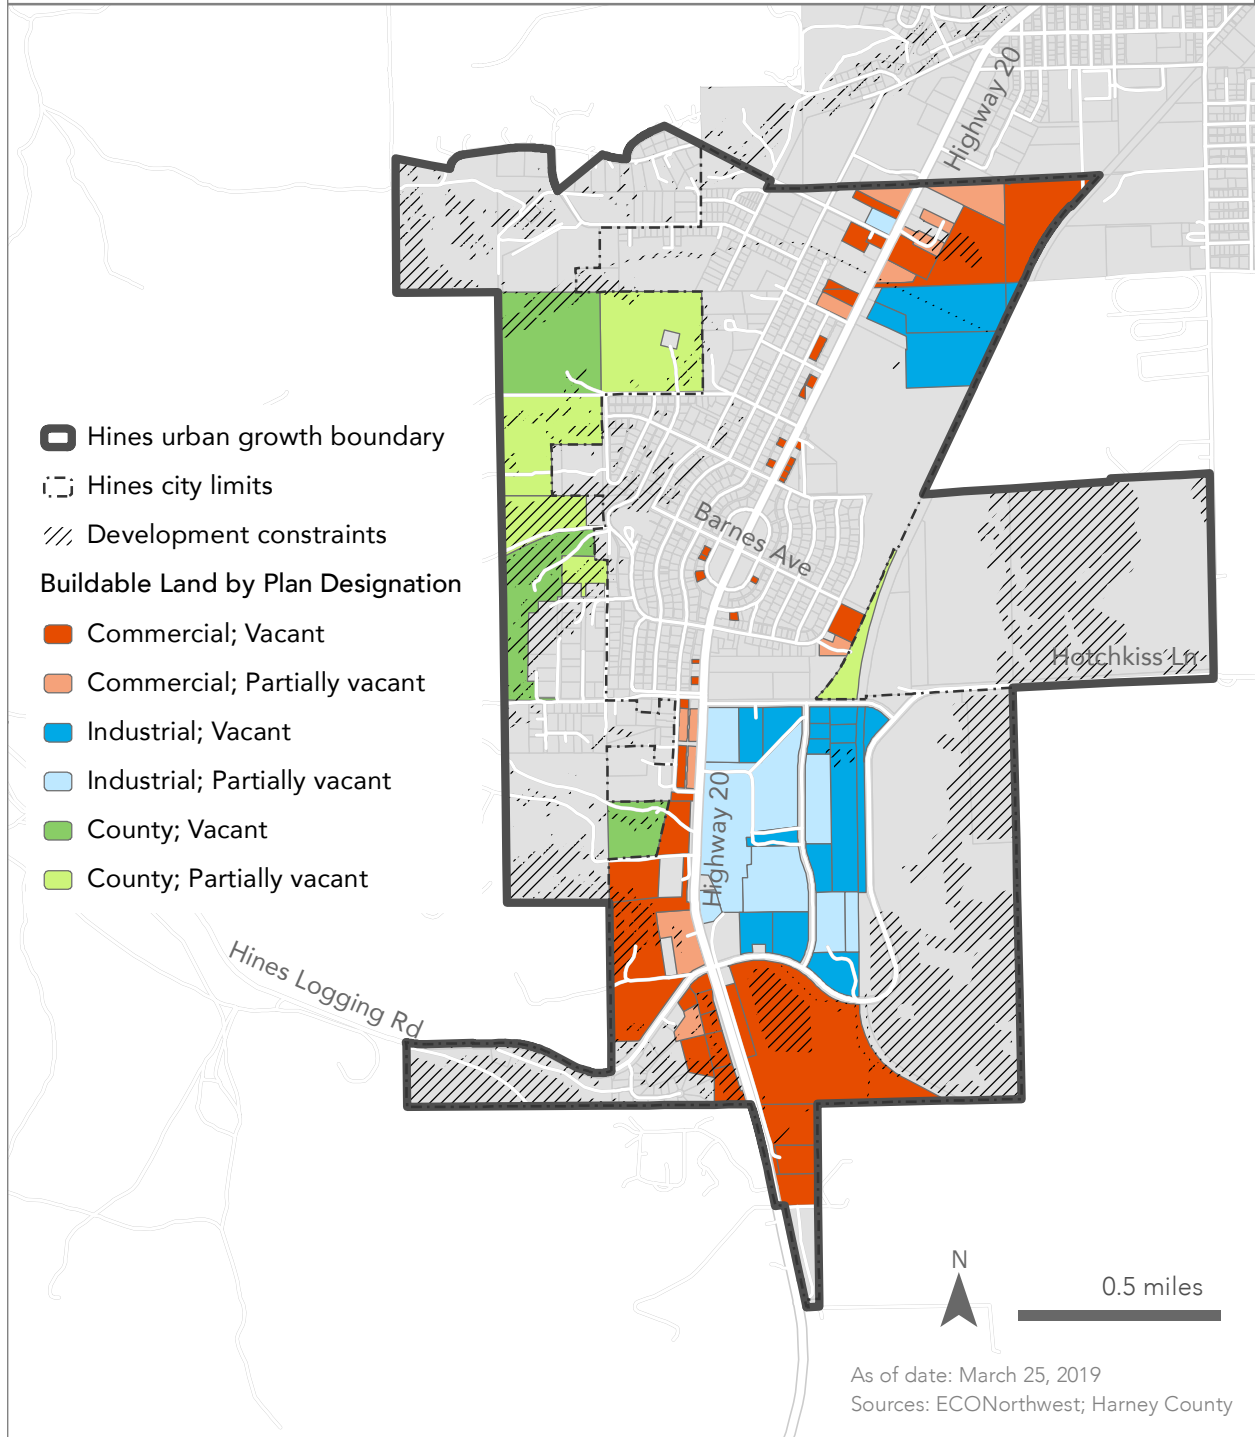 Highway 20
Hines urban growth boundary
Hines city limits
Development constraints
Buildable Land by Plan Designation
Commercial; Vacant
Commercial; Partially vacant
Industrial; Vacant
Industrial; Partially vacant
County; Vacant
County; Partially vacant
Barnes Ave
Hotchkiss Ln
Highway 20
Hines Logging Rd
N
0.5 miles
As of date: March 25, 2019
Sources: ECONorthwest; Harney County